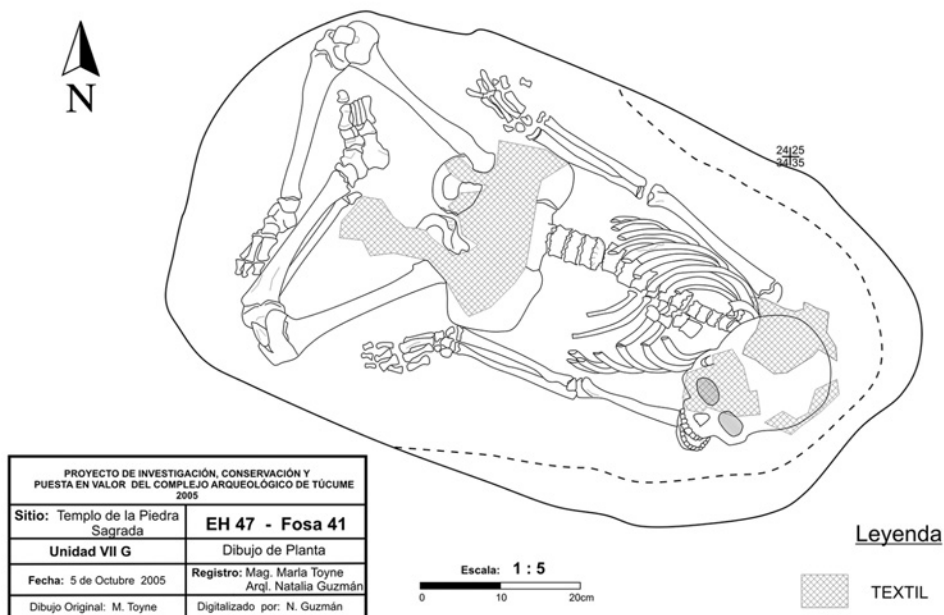 N
24 25
34 35
PROYECTO DE INVESTIGACIÓN, CONSERVACIÓN Y
PUESTA EN VALOR DEL COMPLEJO ARQUEOLÓGICO DE TÚCUME
2005
Sitio: Templo de la Piedra
Sagrada
EH 47 - Fosa 41
Unidad VII G
Dibujo de Planta
Fecha: 5 de Octubre 2005
Registro: Mag. Marla Toyne
Arql. Natalia Guzmán
Dibujo Original: M. Toyne
Digitalizado por: N. Guzmán
Escala: 1 : 5
0 10 20cm
Leyenda
TEXTIL